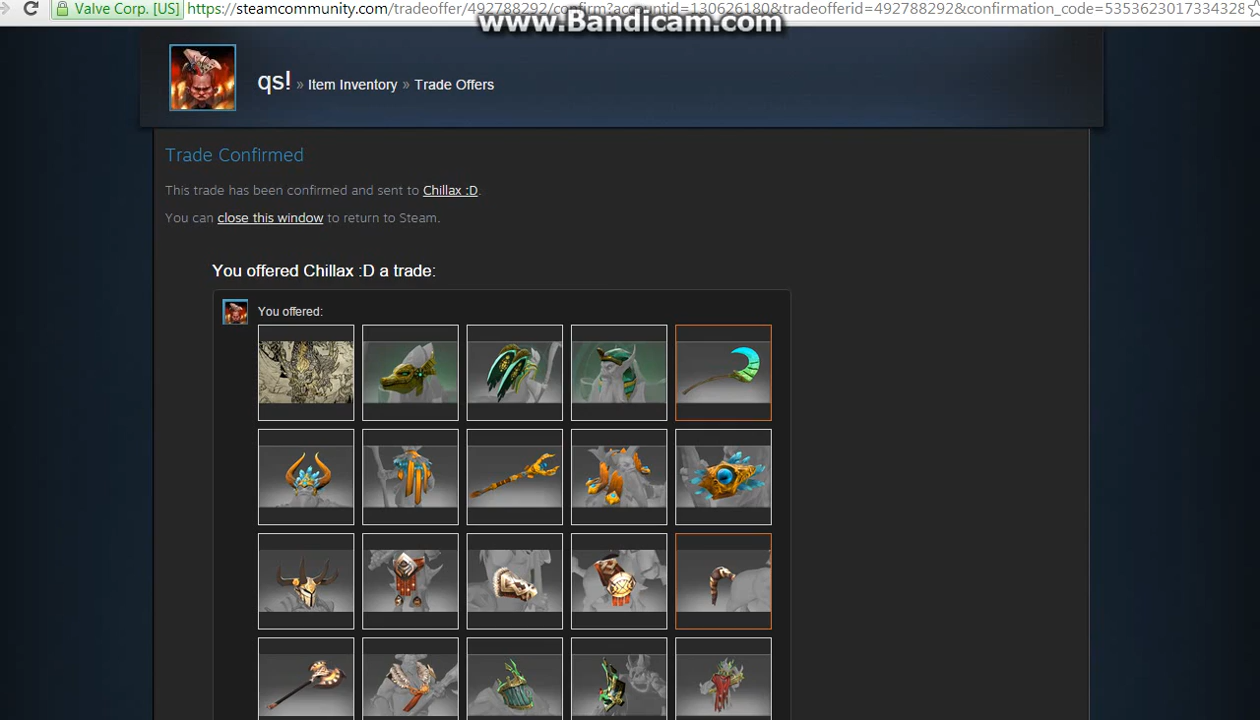 Valve Corp. [US] https://steamcommunity.com/tradeoffer/492788292/confirm?accountid=130626180&tradeofferid=492788292&confirmation_code=5353623017334328
www.Bandicam.com
qs! » Item Inventory » Trade Offers
Trade Confirmed
This trade has been confirmed and sent to Chillax :D.
You can close this window to return to Steam.
You offered Chillax :D a trade:
You offered: